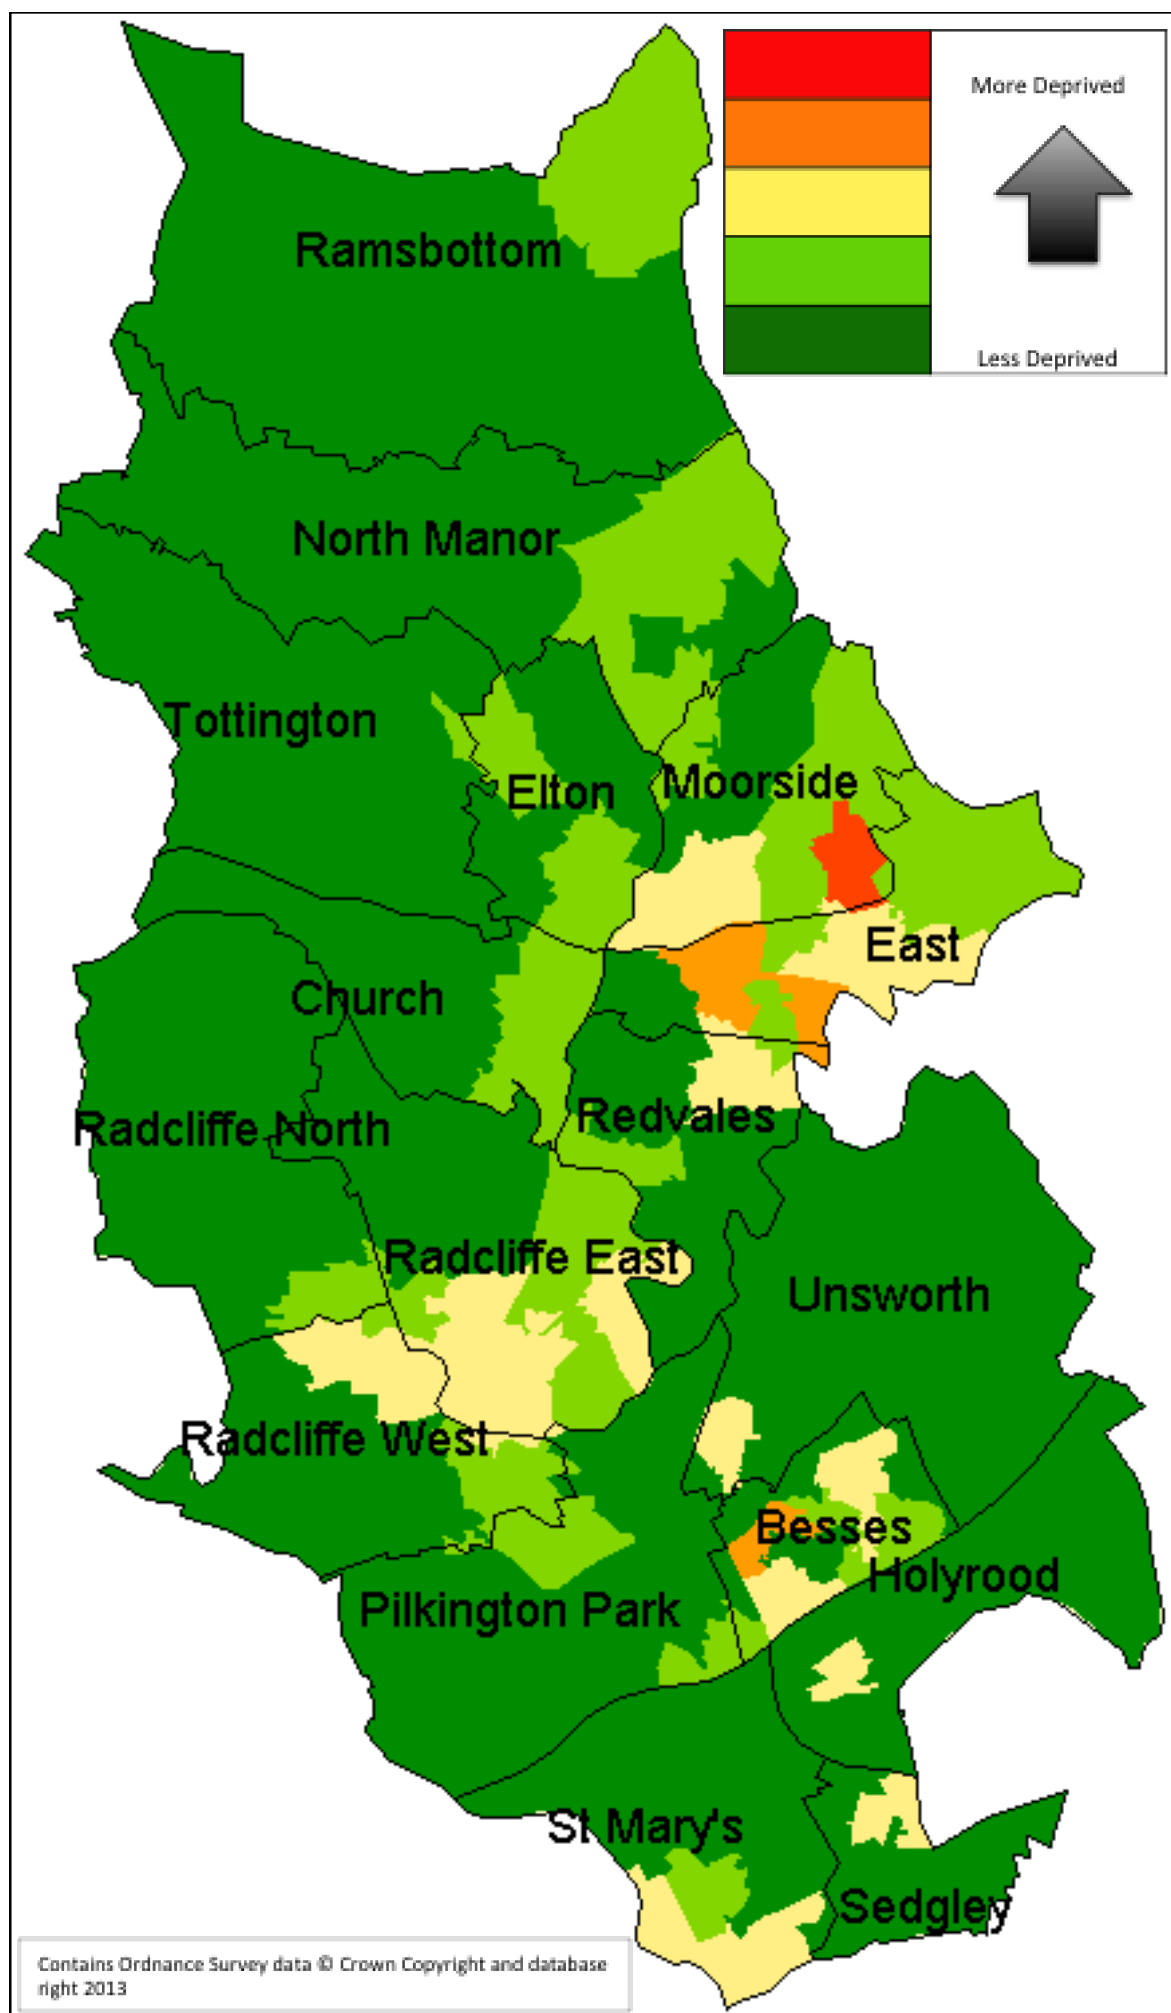 More Deprived
Less Deprived
Ramsbottom
North Manor
Tottington
Elton
Moorside
East
Church
Redvales
Radcliffe North
Radcliffe East
Unsworth
Radcliffe West
Besses
Holyrood
Pilkington Park
St Mary's
Sedgley
Contains Ordnance Survey data © Crown Copyright and database
right 2013